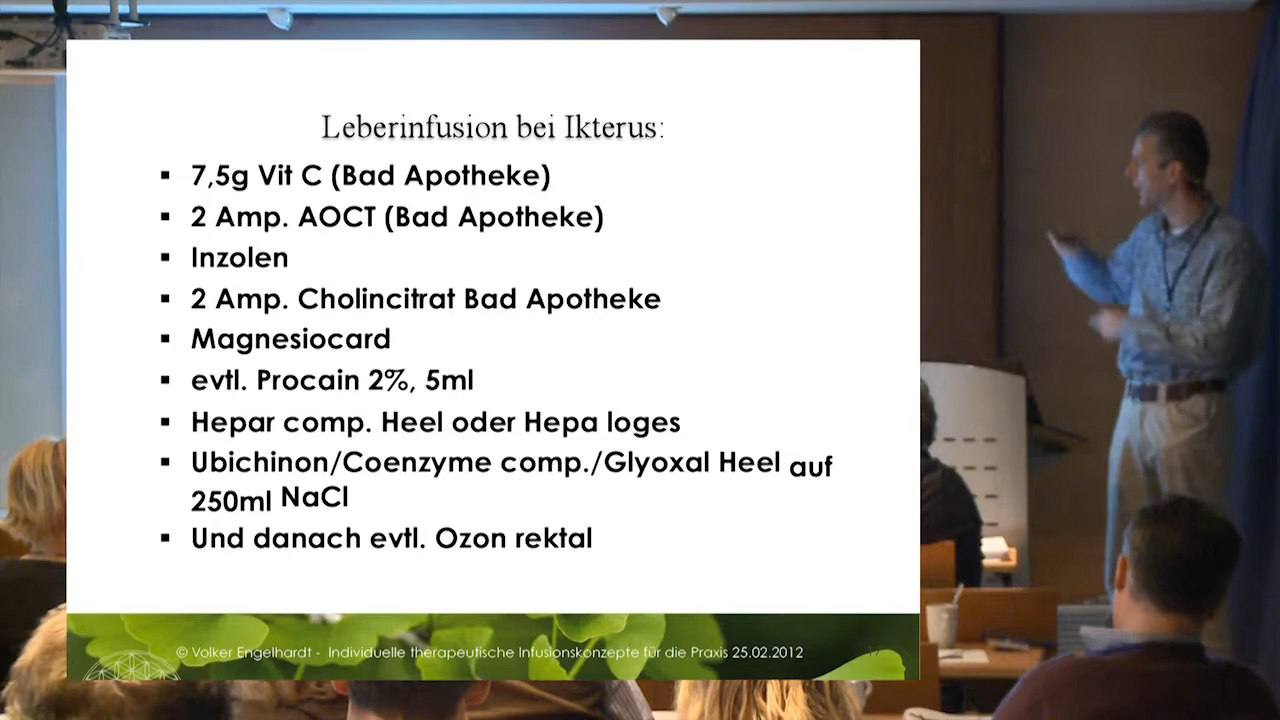 Leberinfusion bei Ikterus:
▪ 7,5g Vit C (Bad Apotheke)
▪ 2 Amp. AOCT (Bad Apotheke)
▪ Inzolen
▪ 2 Amp. Cholincitrat Bad Apotheke
▪ Magnesiocard
▪ evtl. Procain 2%, 5ml
▪ Hepar comp. Heel oder Hepa loges
▪ Ubichinon/Coenzyme comp./Glyoxal Heel auf
250ml NaCl
▪ Und danach evtl. Ozon rektal
© Volker Engelhardt - Individuelle therapeutische Infusionskonzepte für die Praxis 25.02.2012